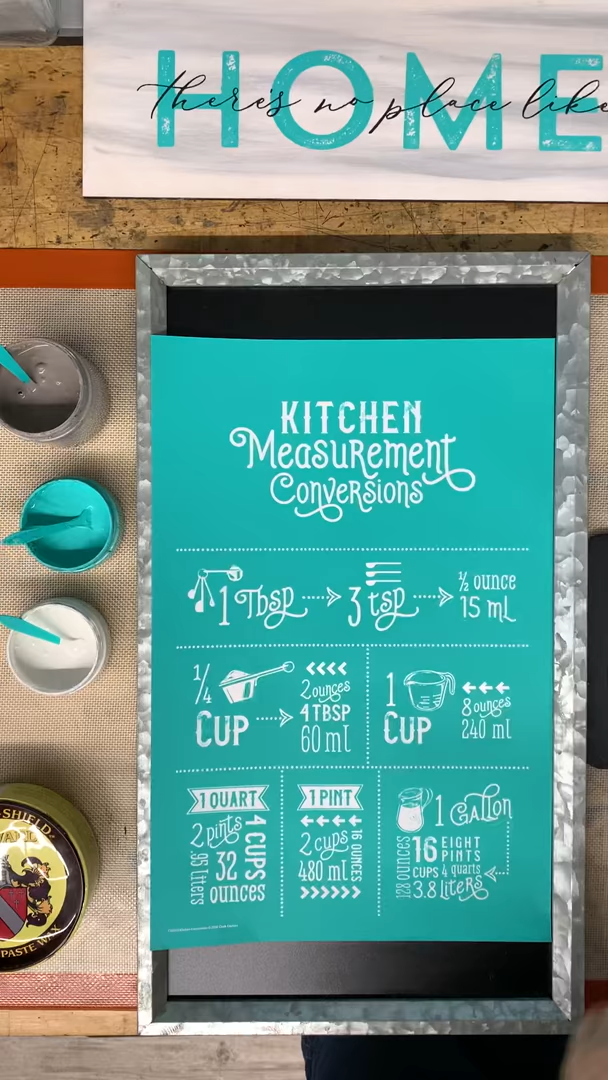 HOME
there's no place like
KITCHEN
Measurement
Conversions
1 Tbsp
3 tsp
½ ounce
15 mL
¼
CUP
2 ounces
4 TBSP
60 ml
1
CUP
8 ounces
240 ml
1 QUART
2 pints
.95 liters
32
ounces
4 CUPS
1 PINT
2 cups
480 ml
16 OUNCES
1 Gallon
128 ounces
16 EIGHT
PINTS
CUPS 4 quarts
3.8 Liters
SHIELD
PASTE WAX